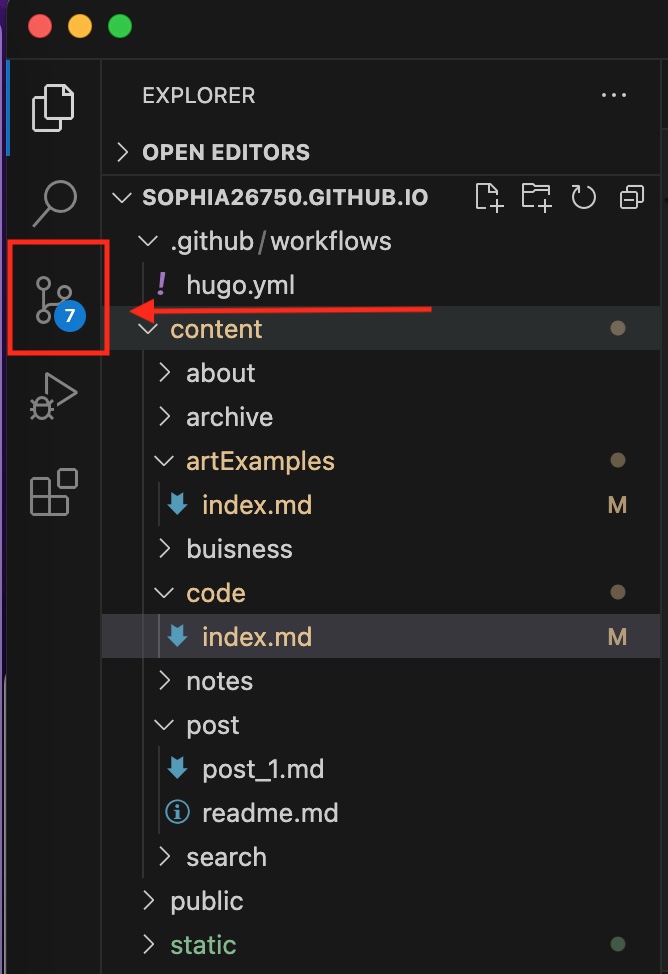 EXPLORER
OPEN EDITORS
SOPHIA26750.GITHUB.IO
.github/workflows
! hugo.yml
7
content
about
archive
artExamples
index.md M
buisness
code
index.md M
notes
post
post_1.md
readme.md
search
public
static